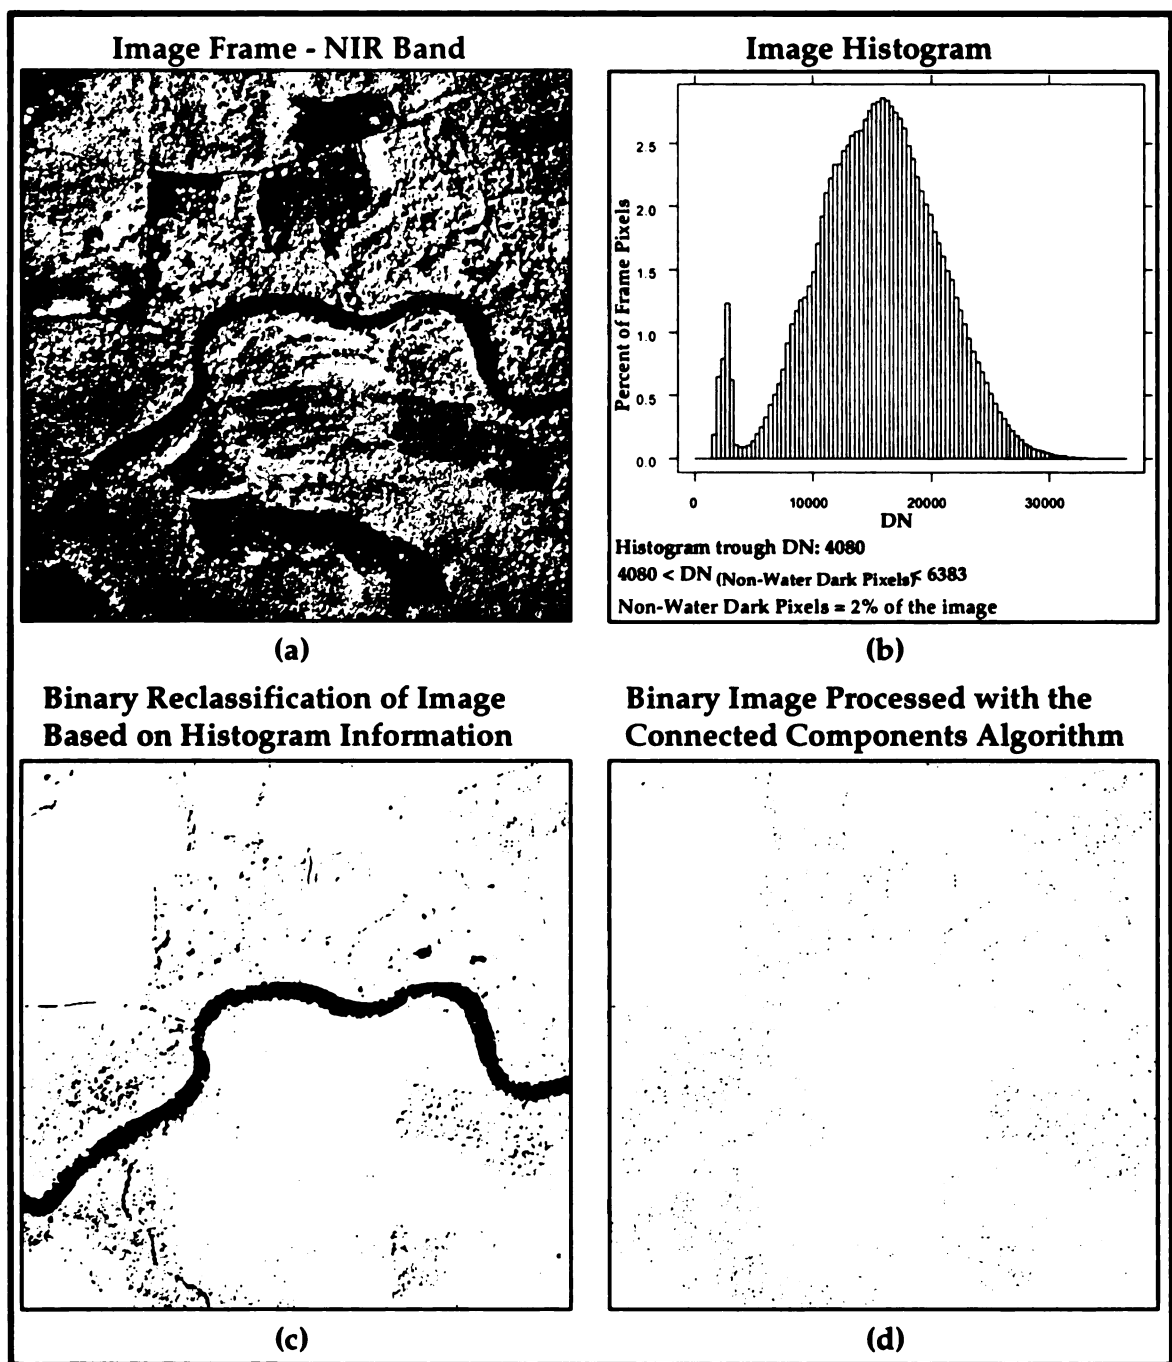 Image Frame - NIR Band
Image Histogram
Percent of Frame Pixels
2.5
2.0
1.5
1.0
0.5
0.0
0
10000
20000
30000
DN
Histogram trough DN: 4080
4080 < DN (Non-Water Dark Pixels)< 6383
Non-Water Dark Pixels = 2% of the image
(a)
(b)
Binary Reclassification of Image
Based on Histogram Information
Binary Image Processed with the
Connected Components Algorithm
(c)
(d)